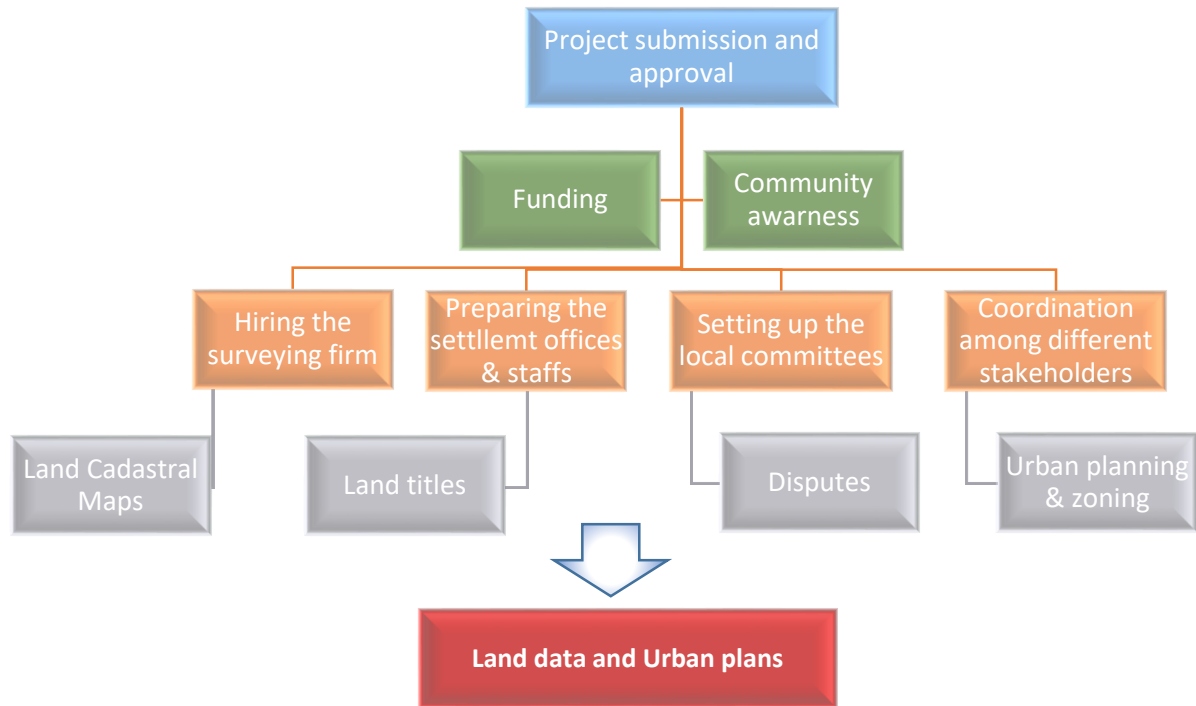 Project submission and
approval
Funding
Community
awarness
Hiring the
surveying firm
Preparing the
settllemt offices
& staffs
Setting up the
local committees
Coordination
among different
stakeholders
Land Cadastral
Maps
Land titles
Disputes
Urban planning
& zoning
Land data and Urban plans